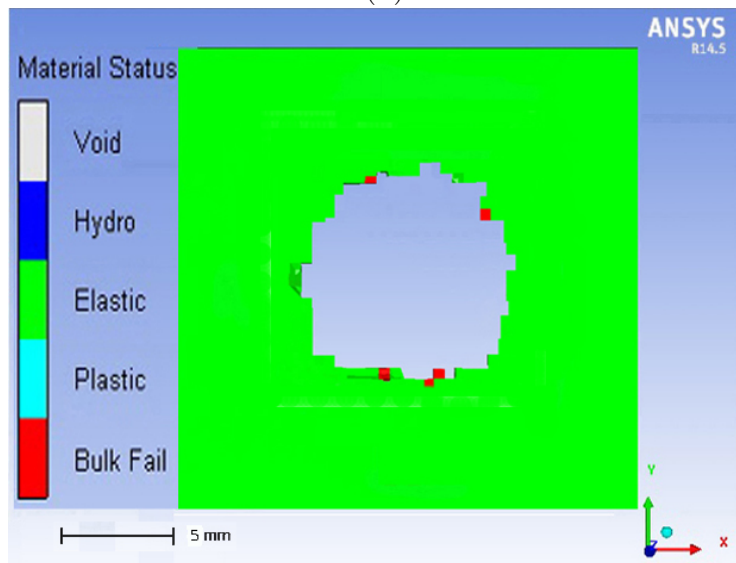 ANSYS
R14.5
Material Status
Void
Hydro
Elastic
Plastic
Bulk Fail
5 mm
Y
Z
X